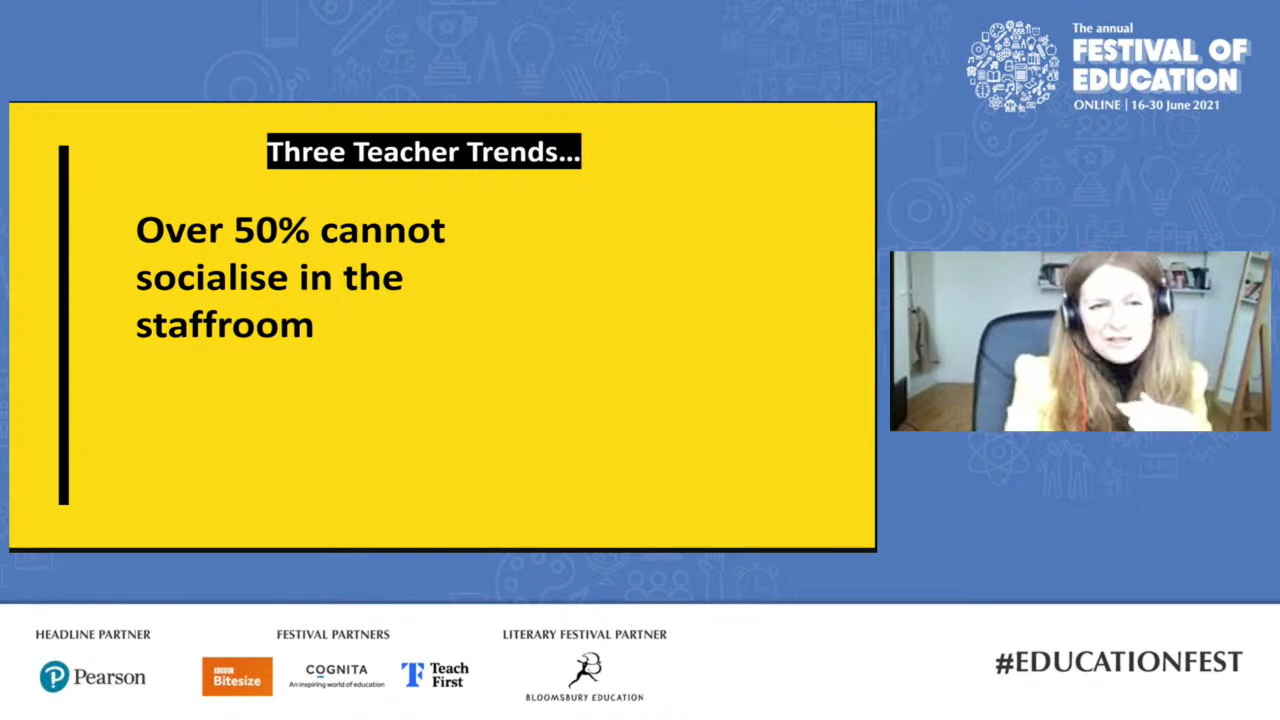 The annual
FESTIVAL OF
EDUCATION
ONLINE | 16-30 June 2021
Three Teacher Trends...
Over 50% cannot
socialise in the
staffroom
HEADLINE PARTNER
FESTIVAL PARTNERS
LITERARY FESTIVAL PARTNER
Pearson
BBC
Bitesize
COGNITA
An inspiring world of education
Teach
First
BLOOMSBURY EDUCATION
#EDUCATIONFEST